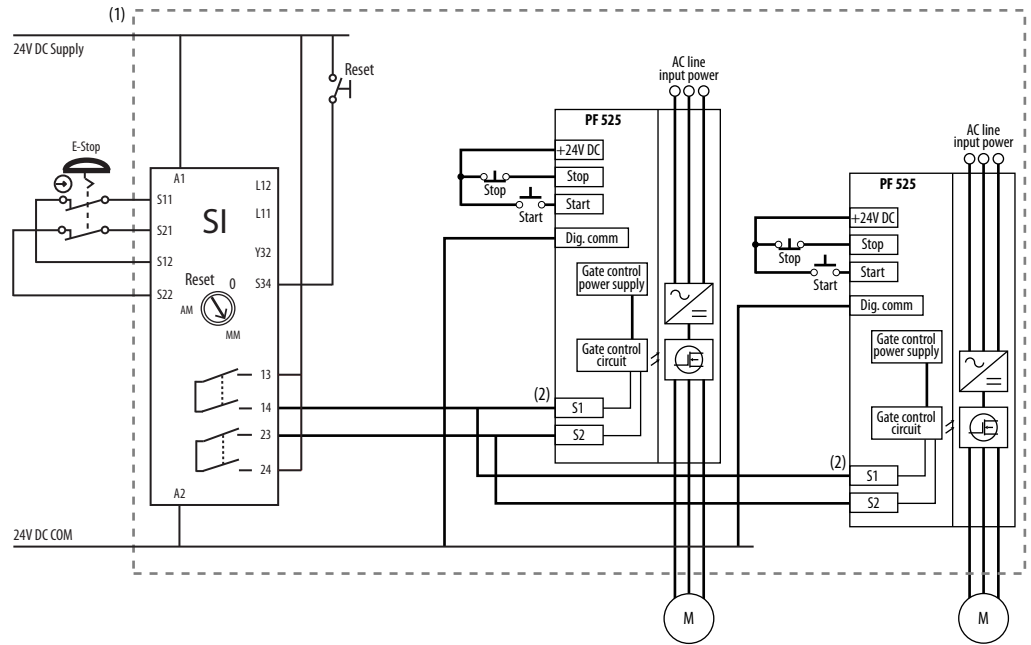 (1)
24V DC Supply
Reset
E-Stop
A1
S11
S21
S12
S22
SI
L12
L11
Y32
S34
Reset
0
AM
MM
13
14
23
24
A2
24V DC COM
AC line
input power
PF 525
+24V DC
Stop
Start
Stop
Start
Dig. comm
Gate control
power supply
Gate control
circuit
(2)
S1
S2
M
AC line
input power
PF 525
+24V DC
Stop
Start
Stop
Start
Dig. comm
Gate control
power supply
Gate control
circuit
(2)
S1
S2
M